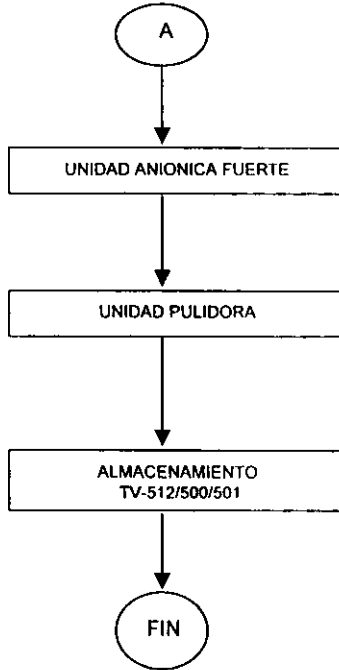 A
UNIDAD ANIONICA FUERTE
UNIDAD PULIDORA
ALMACENAMIENTO
TV-512/500/501
FIN